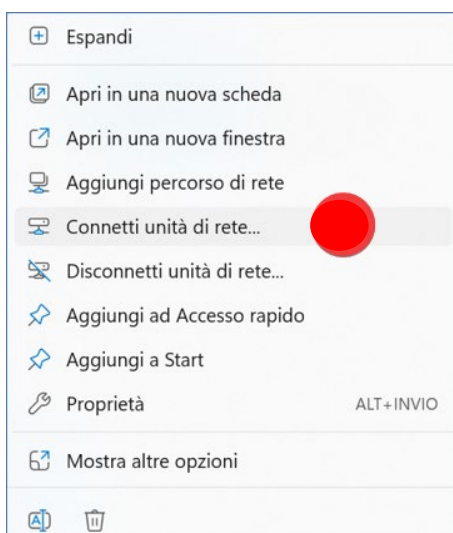 Espandi
Apri in una nuova scheda
Apri in una nuova finestra
Aggiungi percorso di rete
Connetti unità di rete...
Disconnetti unità di rete...
Aggiungi ad Accesso rapido
Aggiungi a Start
Proprietà ALT+INVIO
Mostra altre opzioni